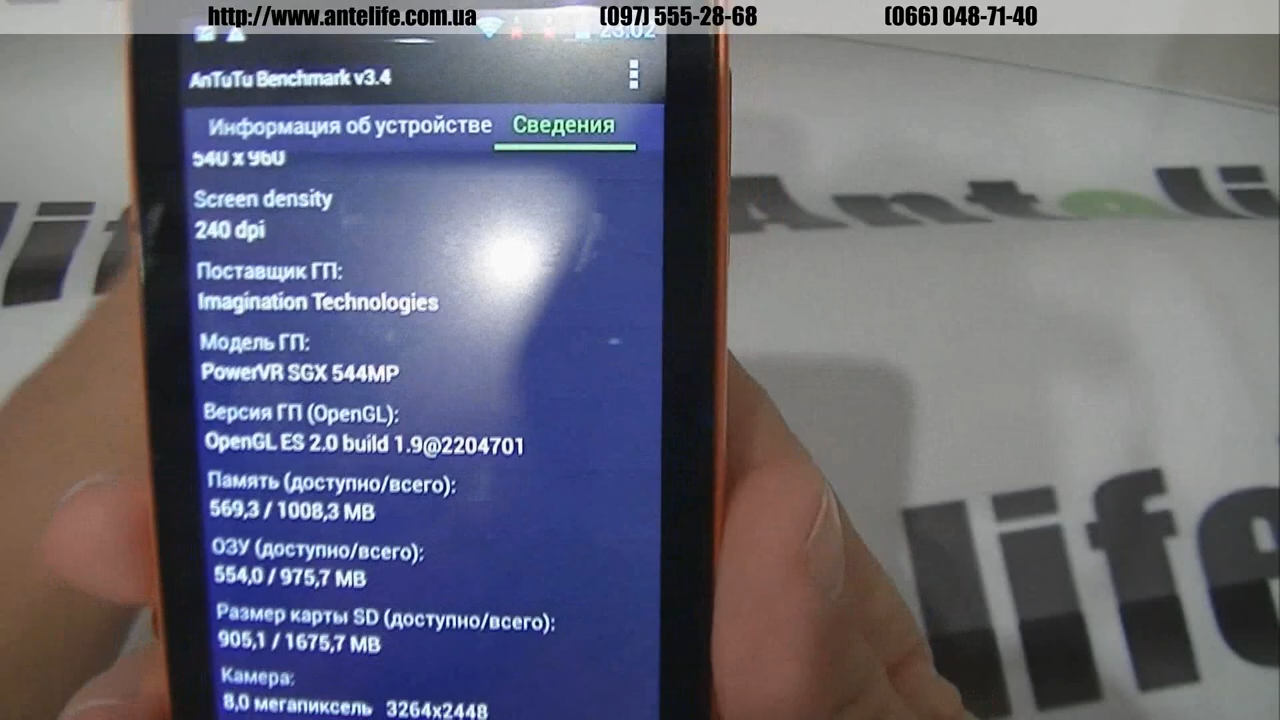 http://www.antelife.com.ua (097) 555-28-68 (066) 048-71-40
23:02
AnTuTu Benchmark v3.4
Информация об устройстве Сведения
540 x 960
Screen density
240 dpi
Поставщик ГП:
Imagination Technologies
Модель ГП:
PowerVR SGX 544MP
Версия ГП (OpenGL):
OpenGL ES 2.0 build 1.9@2204701
Память (доступно/всего):
569,3 / 1008,3 MB
ОЗУ (доступно/всего):
554,0 / 975,7 MB
Размер карты SD (доступно/всего):
905,1 / 1675,7 MB
Камера:
8,0 мегапиксель 3264x2448
Anteli
life